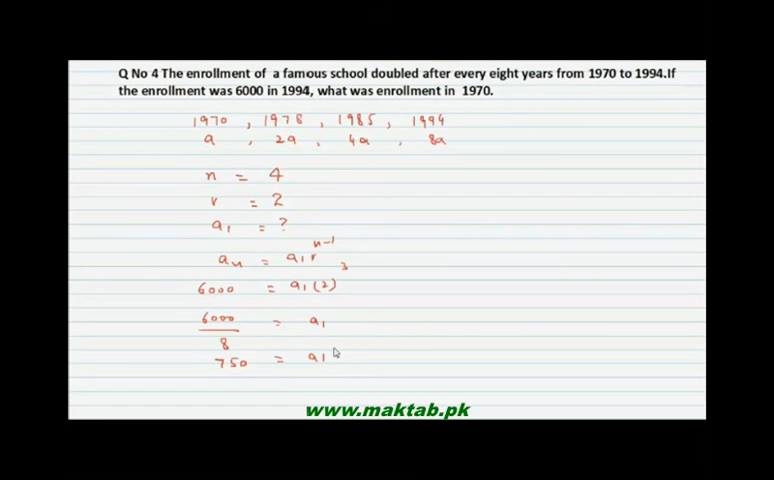 Q No 4 The enrollment of a famous school doubled after every eight years from 1970 to 1994.If
the enrollment was 6000 in 1994, what was enrollment in 1970.
1970 , 1978 , 1985 , 1994
a , 2a , 4a , 8a
n = 4
r = 2
a1 = ?
an = a1 r^n-1
6000 = a1 (2)^3
6000/8 = a1
750 = a1
www.maktab.pk